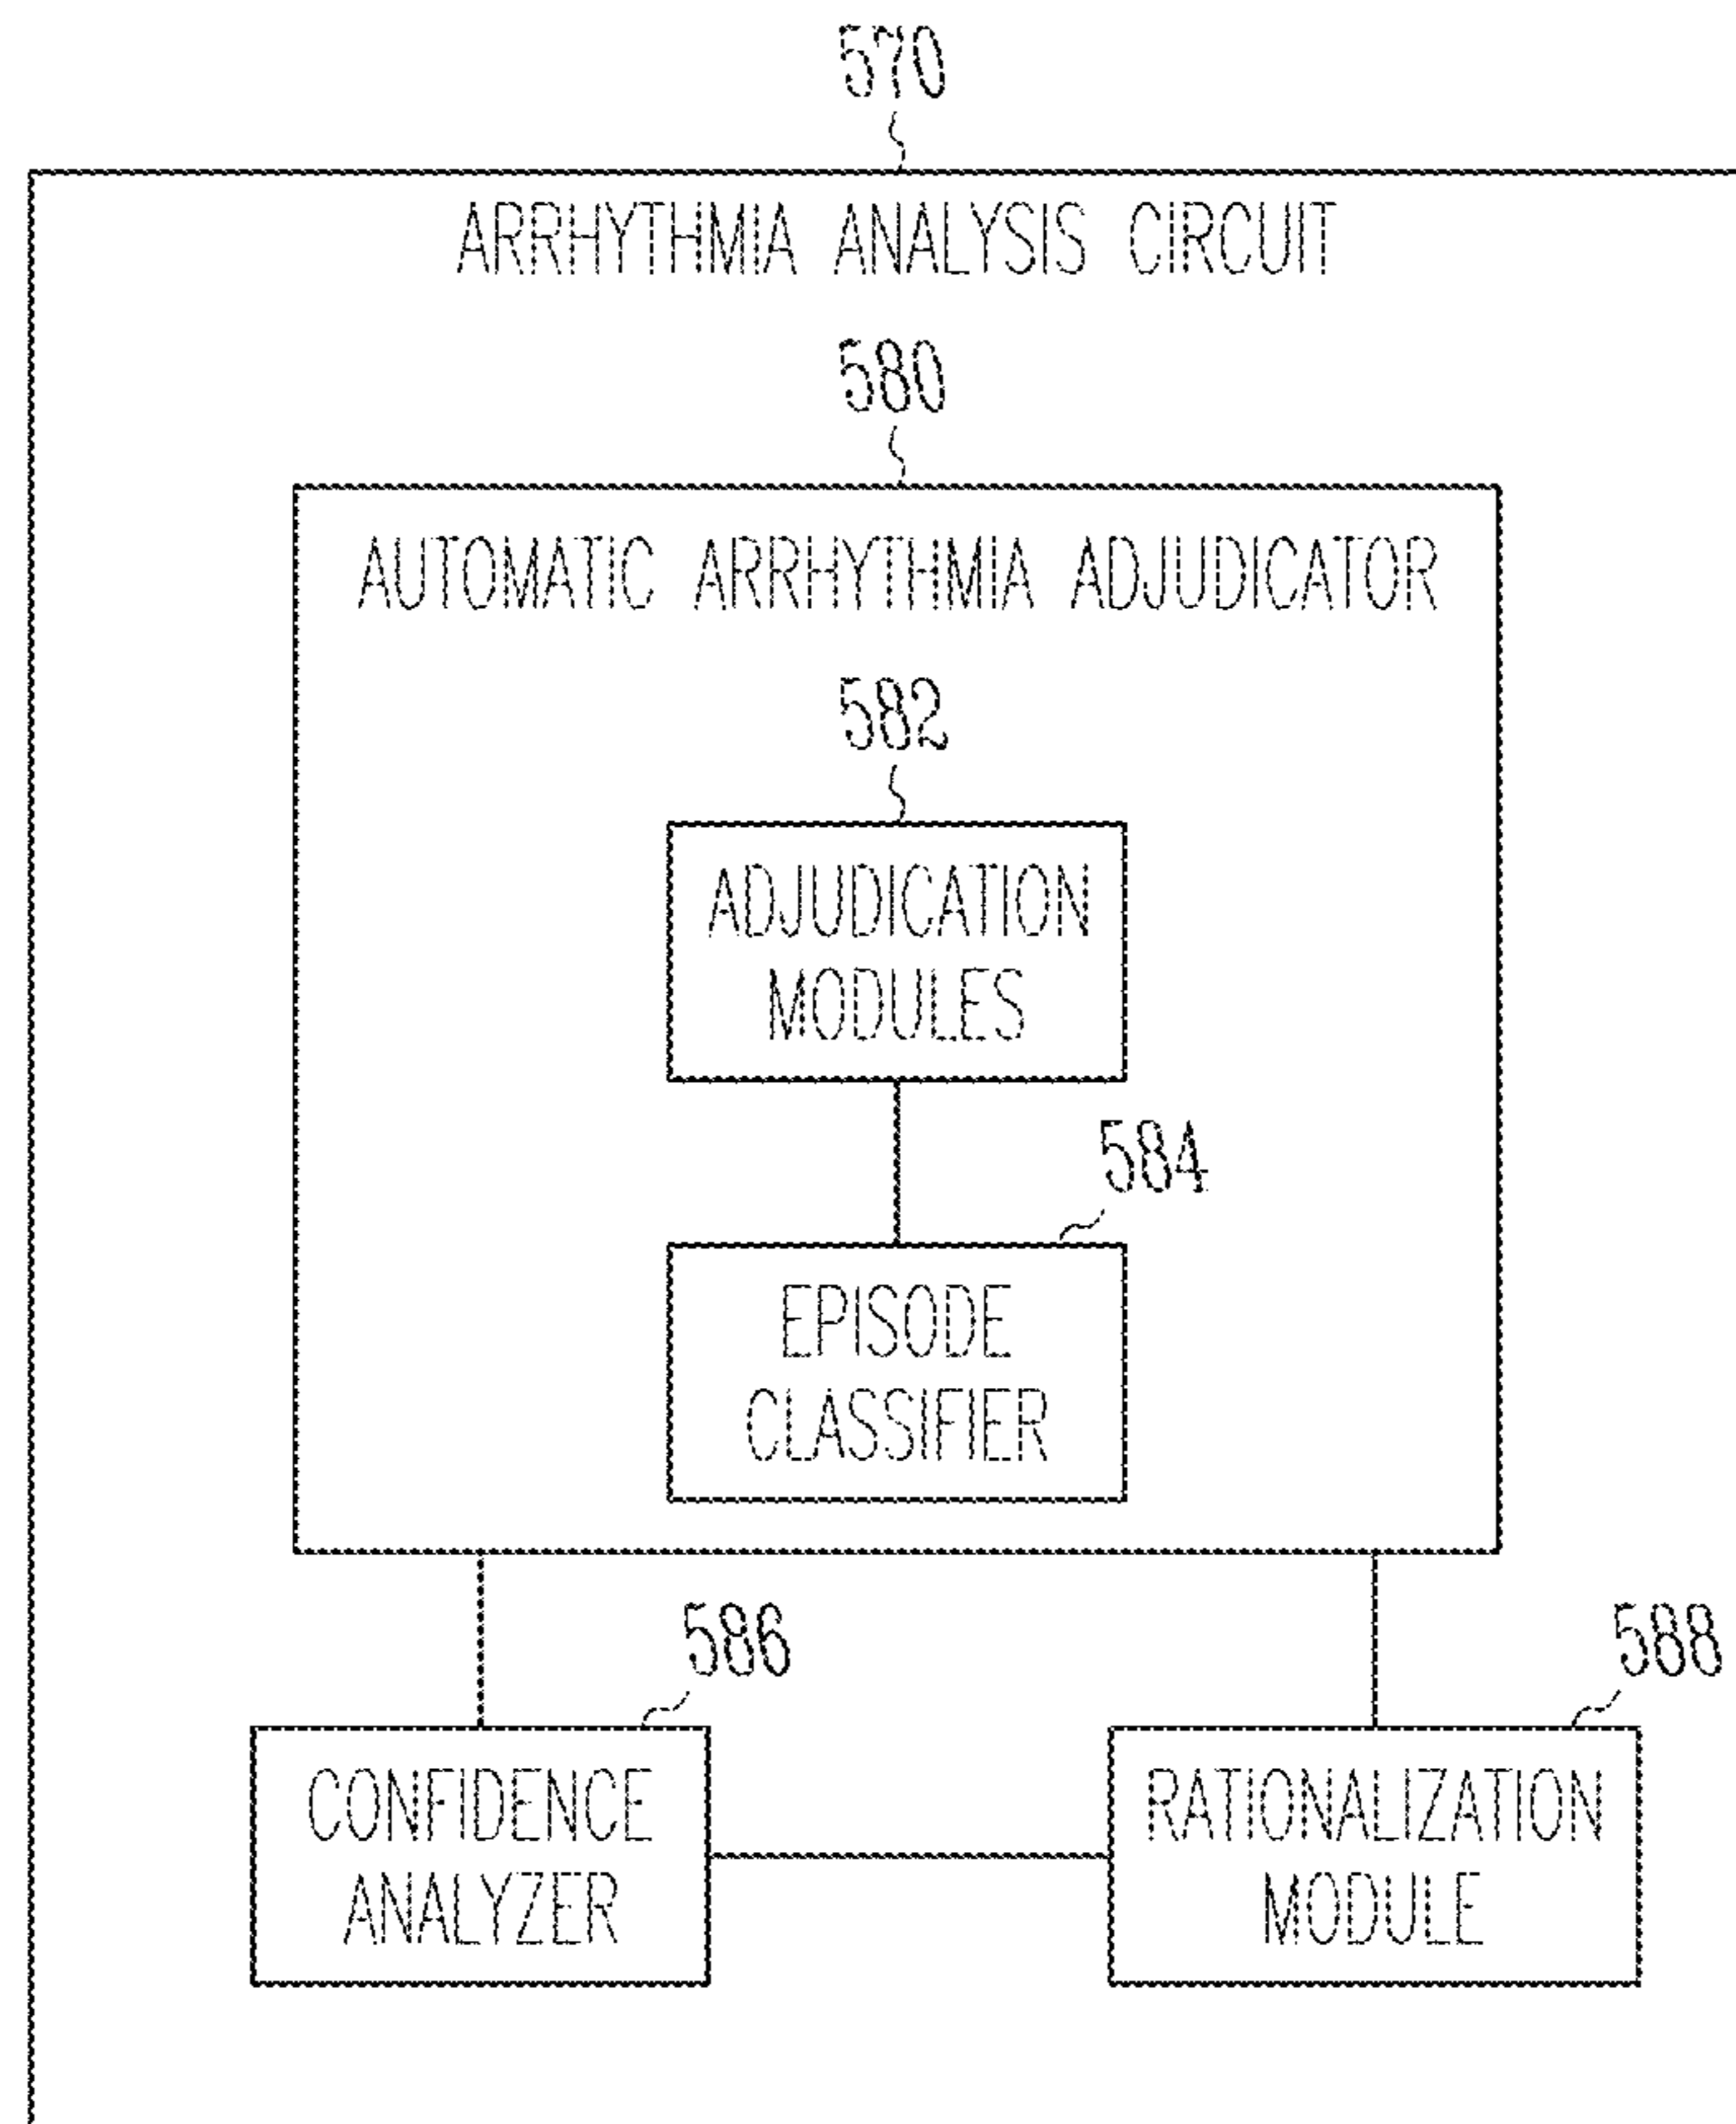 570
ARRHYTHMIA ANALYSIS CIRCUIT
580
AUTOMATIC ARRHYTHMIA ADJUDICATOR
582
ADJUDICATION
MODULES
584
EPISODE
CLASSIFIER
586
588
CONFIDENCE
ANALYZER
RATIONALIZATION
MODULE